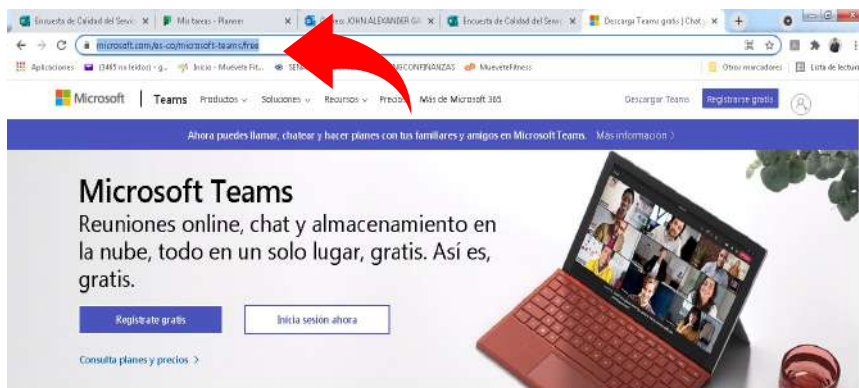 Encuesta de Calidad del Servi
Mis tareas - Planner
JOHN ALEXANDER
Encuesta de Calidad del Servi
Descarga Teams gratis | Chat
microsoft.com/es-co/microsoft-teams/free
Aplicaciones
Inicio - Muevete Fit...
MueveteFitness
Otros marcadores
Lista de lectura
Microsoft | Teams
Productos
Soluciones
Recursos
Precios
Más de Microsoft 365
Descargar Teams
Registrarse gratis
Ahora puedes llamar, chatear y hacer planes con tus familiares y amigos en Microsoft Teams. Más información >
Microsoft Teams
Reuniones online, chat y almacenamiento en
la nube, todo en un solo lugar, gratis. Así es,
gratis.
Regístrate gratis
Inicia sesión ahora
Consulta planes y precios >